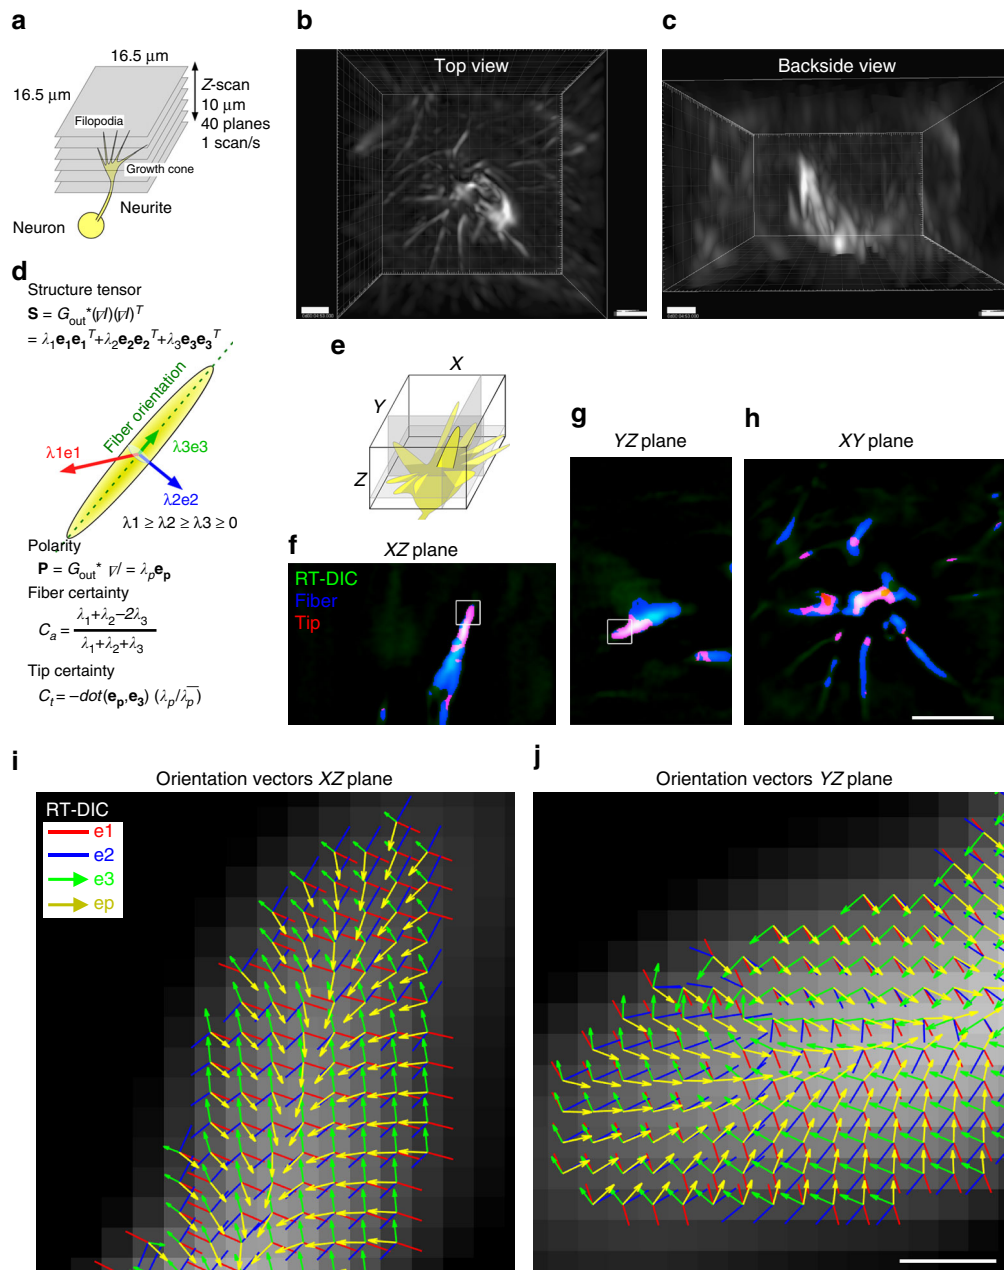 a
16.5 μm
16.5 μm
Z-scan
10 μm
40 planes
1 scan/s
Filopodia
Growth cone
Neurite
Neuron
b
Top view
c
Backside view
d
Structure tensor
S = G_out*(∇I)(∇I)^T
= λ₁e₁e₁^T+λ₂e₂e₂^T+λ₃e₃e₃^T
Fiber orientation
λ1e1
λ3e3
λ2e2
λ1 ≥ λ2 ≥ λ3 ≥ 0
Polarity
P = G_out* ∇I = λ_p e_p
Fiber certainty
C_a = (λ₁+λ₂−2λ₃)/(λ₁+λ₂+λ₃)
Tip certainty
C_t = −dot(e_p,e₃) (λ_p/λ̅_p̅)
e
X
Y
Z
f
XZ plane
RT-DIC
Fiber
Tip
g
YZ plane
h
XY plane
i
Orientation vectors XZ plane
RT-DIC
e1
e2
e3
ep
j
Orientation vectors YZ plane